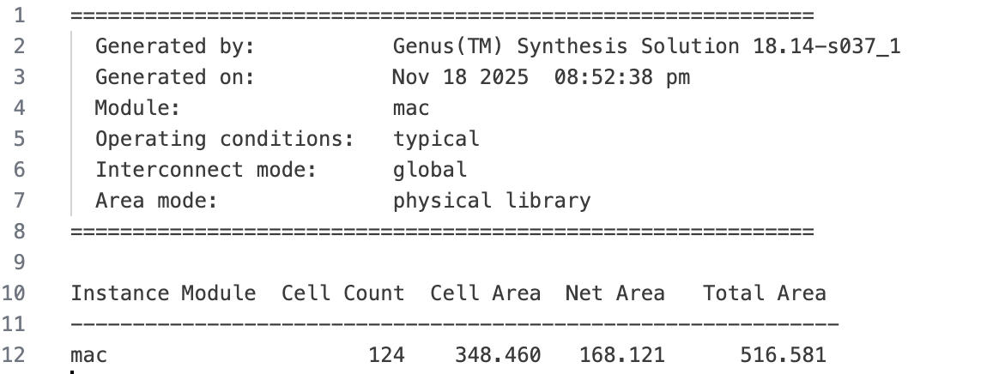 1 ============================================================
2 Generated by: Genus(TM) Synthesis Solution 18.14-s037_1
3 Generated on: Nov 18 2025  08:52:38 pm
4 Module: mac
5 Operating conditions: typical
6 Interconnect mode: global
7 Area mode: physical library
8 ============================================================
9
10 Instance Module  Cell Count  Cell Area  Net Area   Total Area
11 --------------------------------------------------------------
12 mac                        124    348.460   168.121      516.581